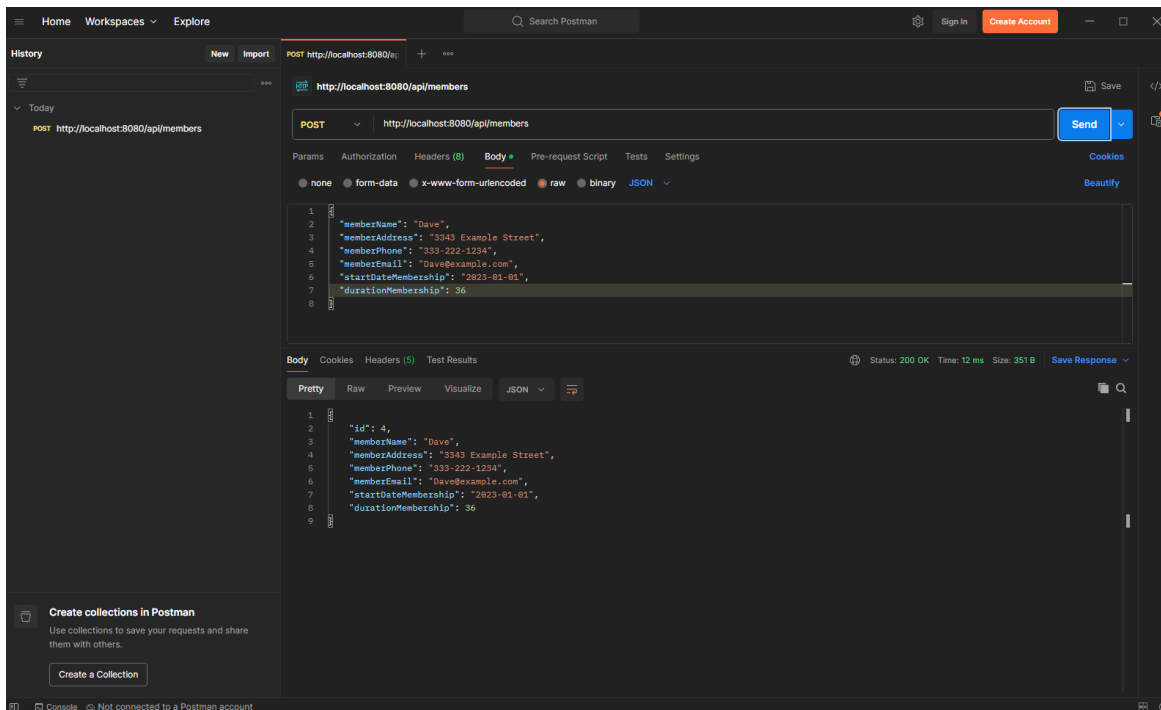 Home Workspaces Explore Search Postman Sign In Create Account
History New Import POST http://localhost:8080/ap
http://localhost:8080/api/members Save
Today
POST http://localhost:8080/api/members
POST http://localhost:8080/api/members Send
Params Authorization Headers (8) Body Pre-request Script Tests Settings Cookies
none form-data x-www-form-urlencoded raw binary JSON Beautify
1 {
2 "memberName": "Dave",
3 "memberAddress": "3343 Example Street",
4 "memberPhone": "333-222-1234",
5 "memberEmail": "Dave@example.com",
6 "startDateMembership": "2023-01-01",
7 "durationMembership": 36
8 }
Body Cookies Headers (5) Test Results Status: 200 OK Time: 12 ms Size: 351 B Save Response
Pretty Raw Preview Visualize JSON
1 {
2 "id": 4,
3 "memberName": "Dave",
4 "memberAddress": "3343 Example Street",
5 "memberPhone": "333-222-1234",
6 "memberEmail": "Dave@example.com",
7 "startDateMembership": "2023-01-01",
8 "durationMembership": 36
9 }
Create collections in Postman
Use collections to save your requests and share
them with others.
Create a Collection
Console Not connected to a Postman account